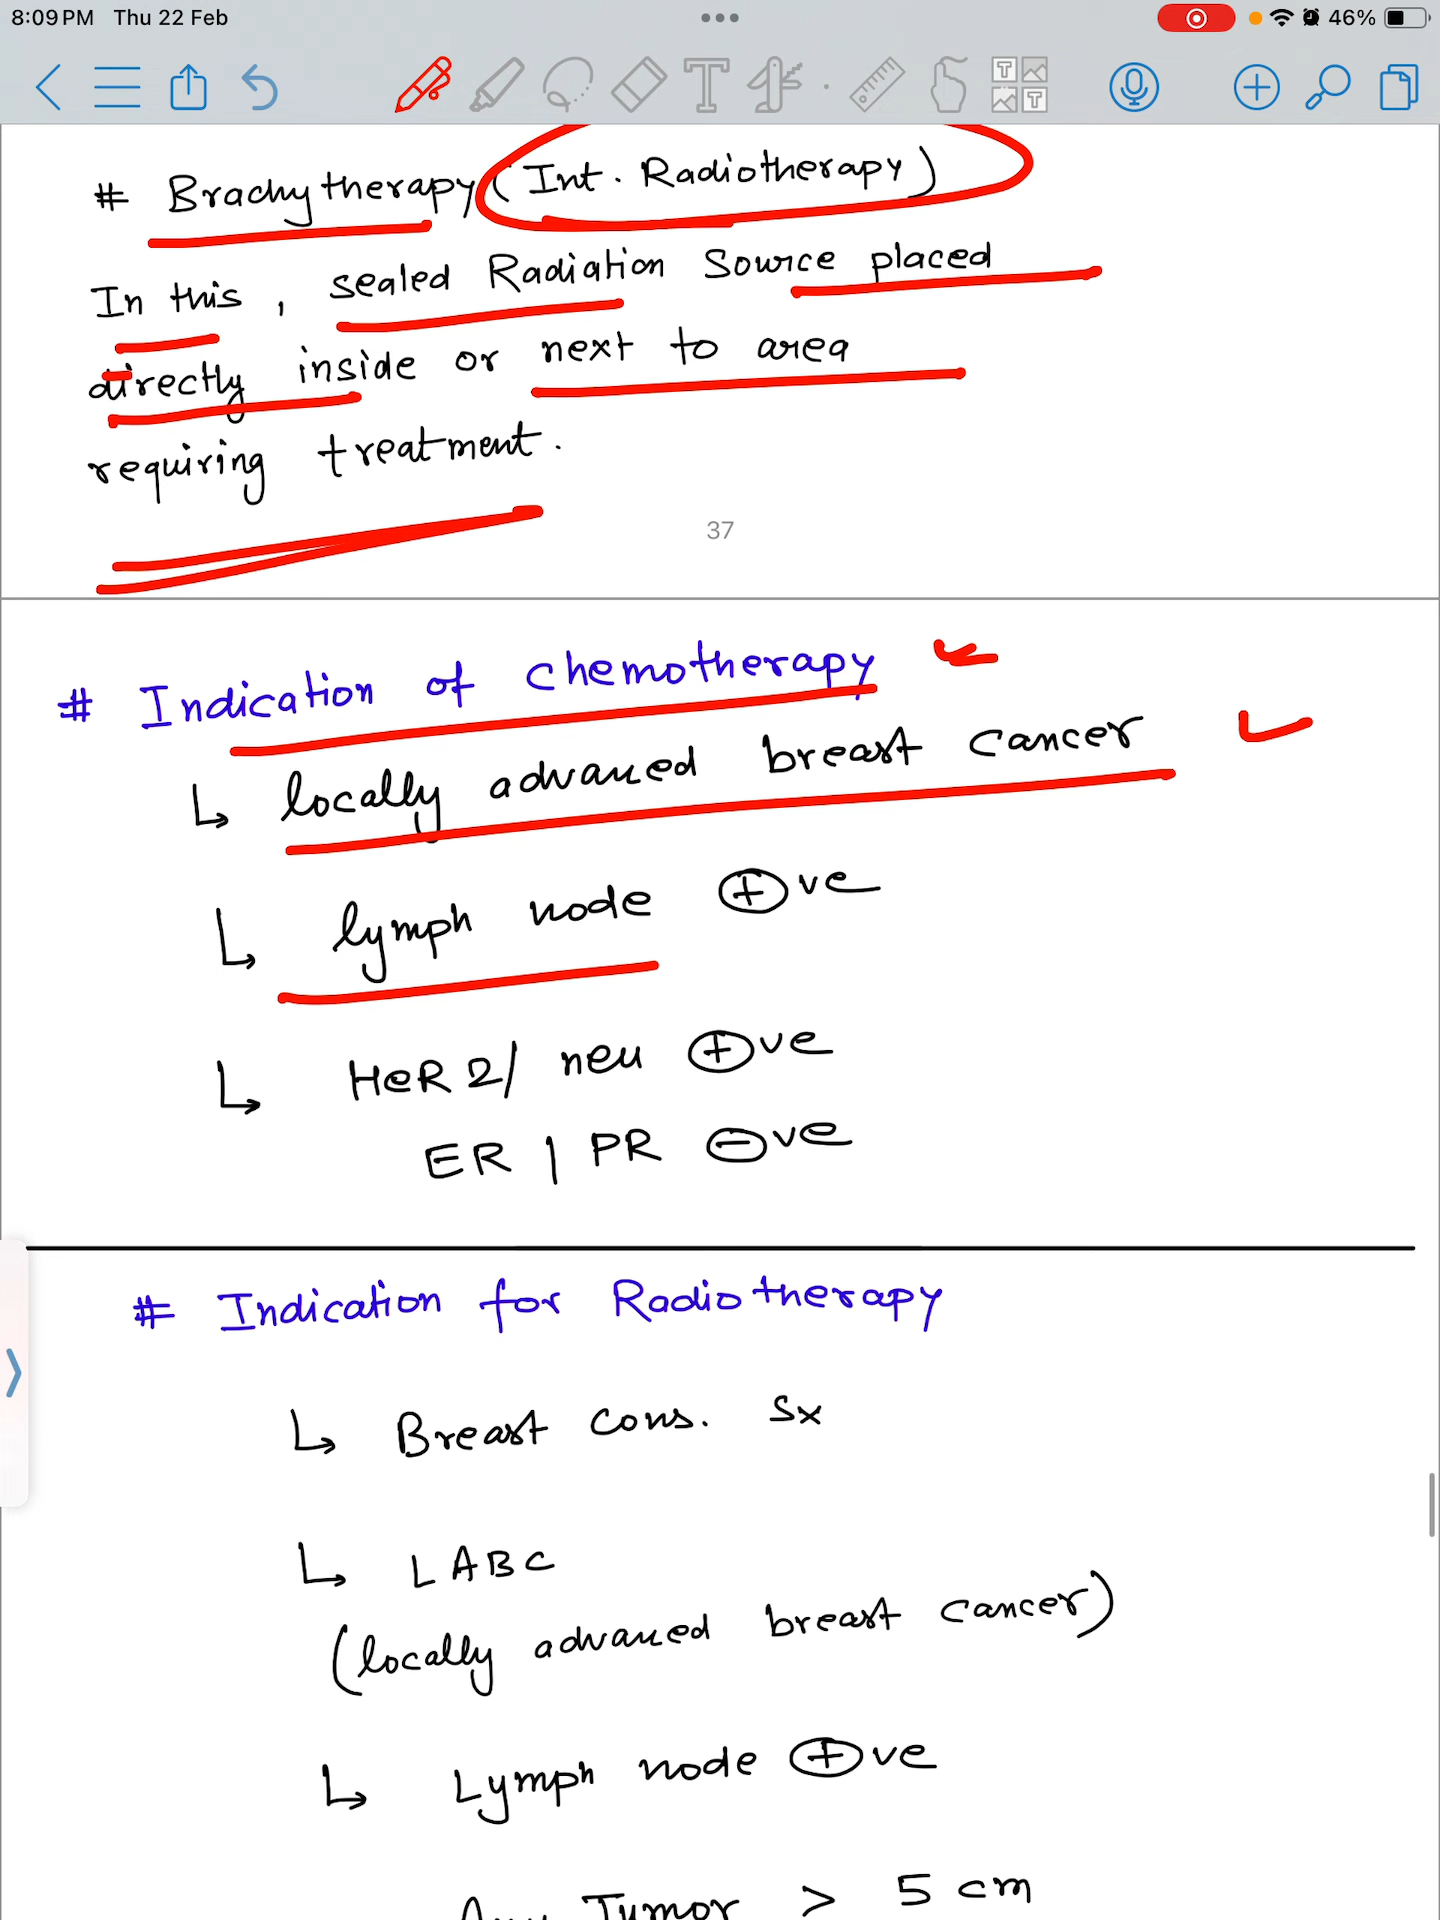 8:09 PM Thu 22 Feb
46%
# Brachytherapy (Int. Radiotherapy)
In this, sealed Radiation Source placed
directly inside or next to area
requiring treatment.
37
# Indication of chemotherapy
↳ locally advanced breast cancer
↳ lymph node ⊕ve
↳ HeR2/neu ⊕ve
ER | PR ⊖ve
# Indication for Radiotherapy
↳ Breast Cons. Sx
↳ LABC
(locally advanced breast cancer)
↳ Lymph node ⊕ve
Any Tumor > 5 cm